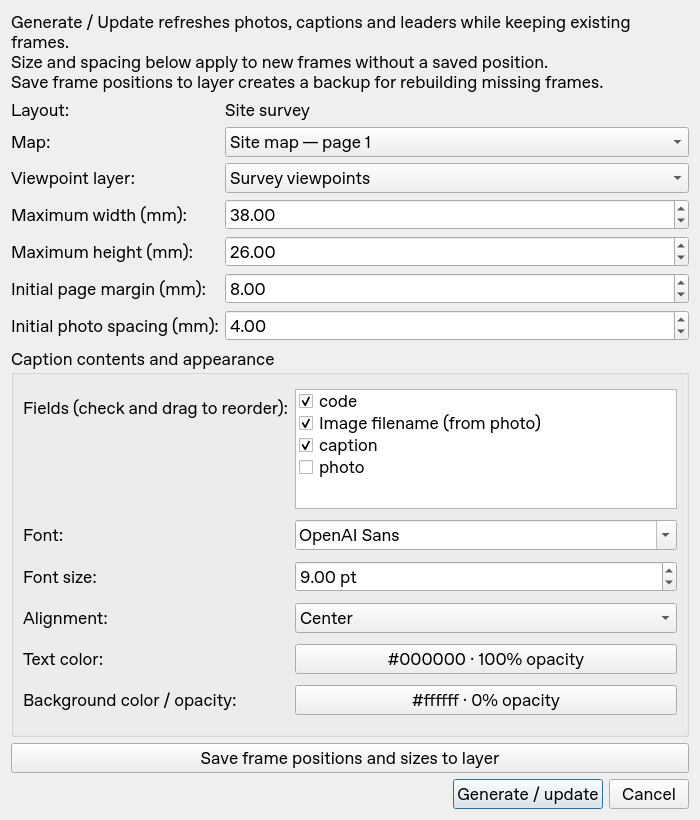 Generate / Update refreshes photos, captions and leaders while keeping existing
frames.
Size and spacing below apply to new frames without a saved position.
Save frame positions to layer creates a backup for rebuilding missing frames.
Layout: Site survey
Map: Site map — page 1
Viewpoint layer: Survey viewpoints
Maximum width (mm): 38.00
Maximum height (mm): 26.00
Initial page margin (mm): 8.00
Initial photo spacing (mm): 4.00
Caption contents and appearance
Fields (check and drag to reorder): code
Image filename (from photo)
caption
photo
Font: OpenAI Sans
Font size: 9.00 pt
Alignment: Center
Text color: #000000 · 100% opacity
Background color / opacity: #ffffff · 0% opacity
Save frame positions and sizes to layer
Generate / update Cancel